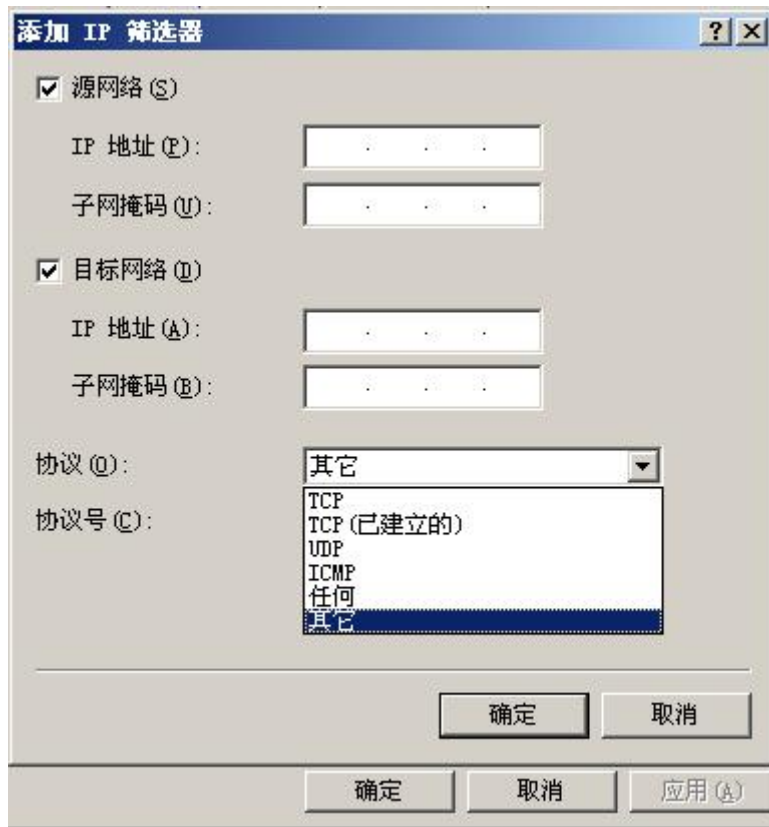 添加 IP 筛选器
源网络(S)
IP 地址(P):
子网掩码(U):
目标网络(D)
IP 地址(A):
子网掩码(B):
协议(O): 其它
TCP
协议号(C): TCP(已建立的)
UDP
ICMP
任何
其它
确定 取消
确定 取消 应用(A)